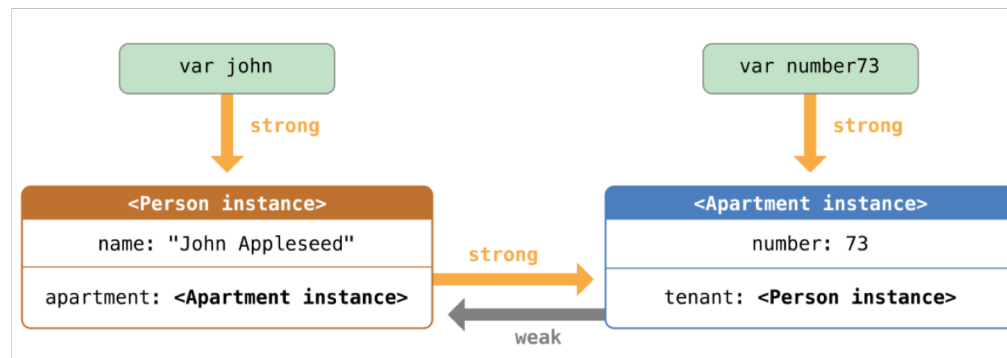 var john
var number73
strong
strong
<Person instance>
<Apartment instance>
name: "John Appleseed"
number: 73
strong
apartment: <Apartment instance>
tenant: <Person instance>
weak